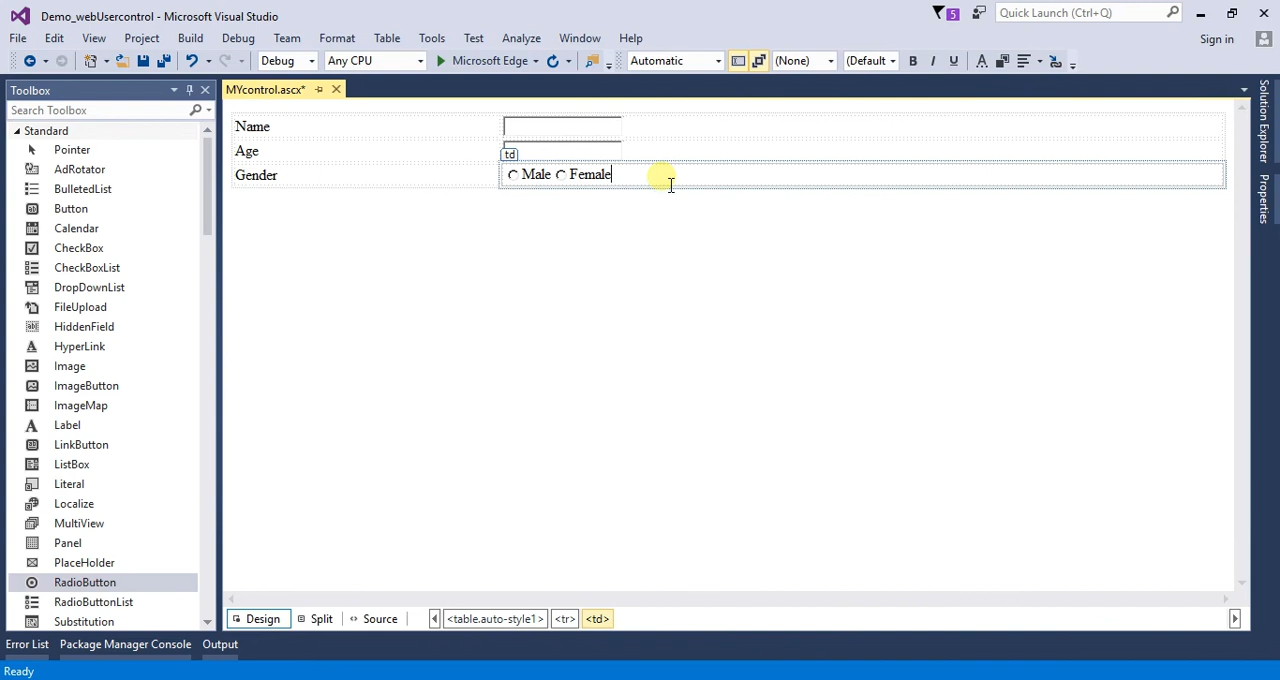 Demo_webUsercontrol - Microsoft Visual Studio
5
Quick Launch (Ctrl+Q)
File Edit View Project Build Debug Team Format Table Tools Test Analyze Window Help
Sign in
Debug Any CPU Microsoft Edge Automatic (None) (Default B I U A
Toolbox
MYcontrol.ascx*
Search Toolbox
Standard
Pointer
AdRotator
BulletedList
Button
Calendar
CheckBox
CheckBoxList
DropDownList
FileUpload
HiddenField
HyperLink
Image
ImageButton
ImageMap
A Label
LinkButton
ListBox
Literal
Localize
MultiView
Panel
PlaceHolder
RadioButton
RadioButtonList
Substitution
Name
Age
td
Gender
Male Female
Solution Explorer
Properties
Design Split Source <table.auto-style1> <tr> <td>
Error List Package Manager Console Output
Ready